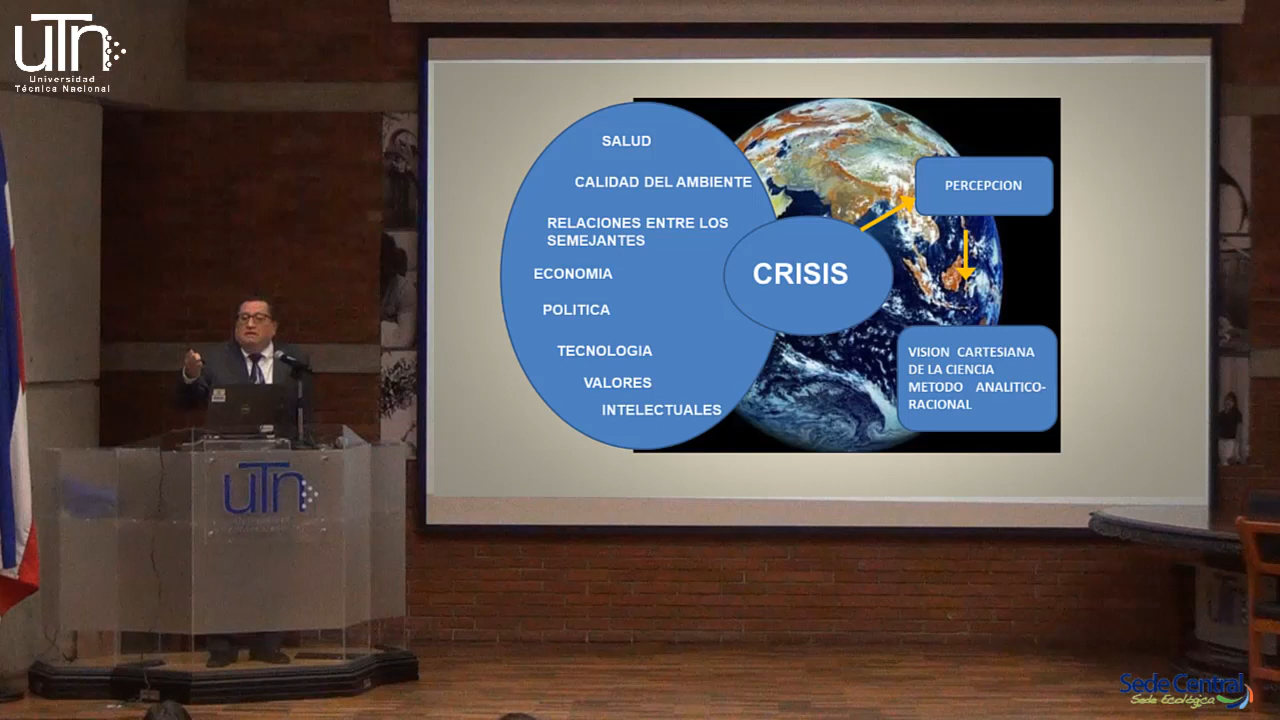 UTn
Universidad
Técnica Nacional
SALUD
CALIDAD DEL AMBIENTE
RELACIONES ENTRE LOS
SEMEJANTES
ECONOMIA
POLITICA
TECNOLOGIA
VALORES
INTELECTUALES
CRISIS
PERCEPCION
VISION CARTESIANA
DE LA CIENCIA
METODO ANALITICO-
RACIONAL
UTn
Sede Central
Sede Ecológica